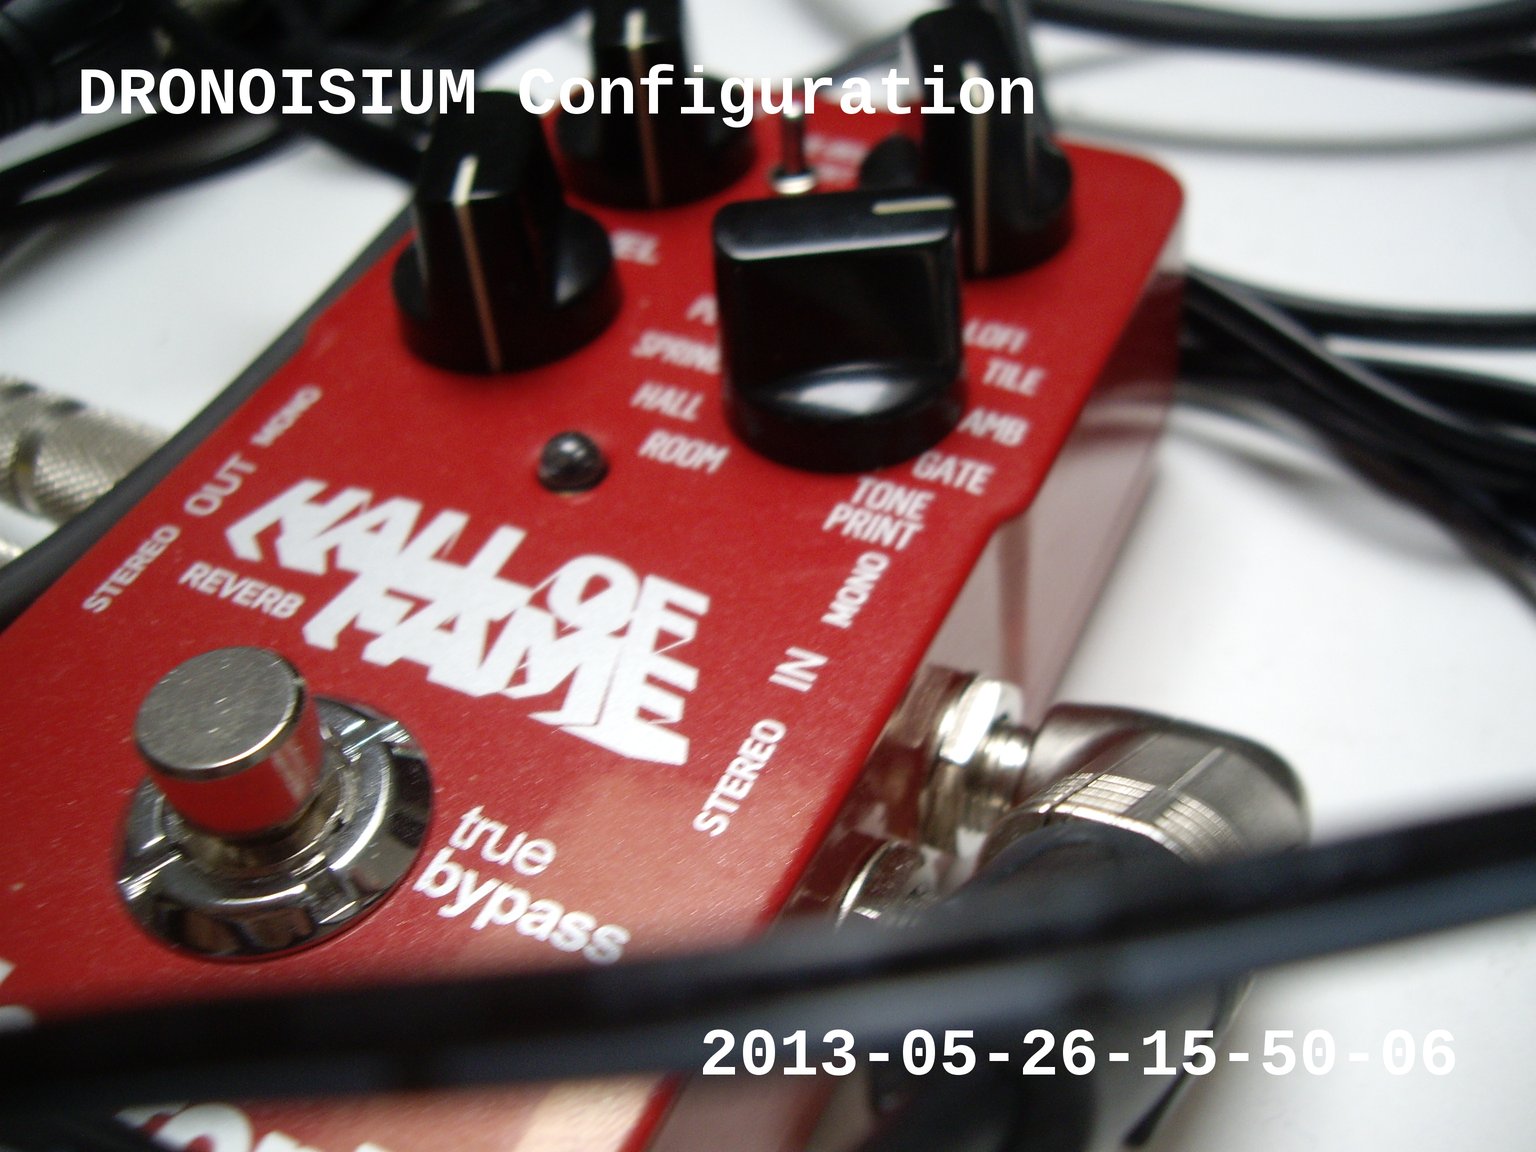 DRONOISIUM Configuration
LOFI
TILE
HALL
AMB
ROOM
GATE
TONE
PRINT
MONO
OUT
STEREO
HALL OF
FAME
REVERB
MONO
IN
STEREO
true
bypass
2013-05-26-15-50-06